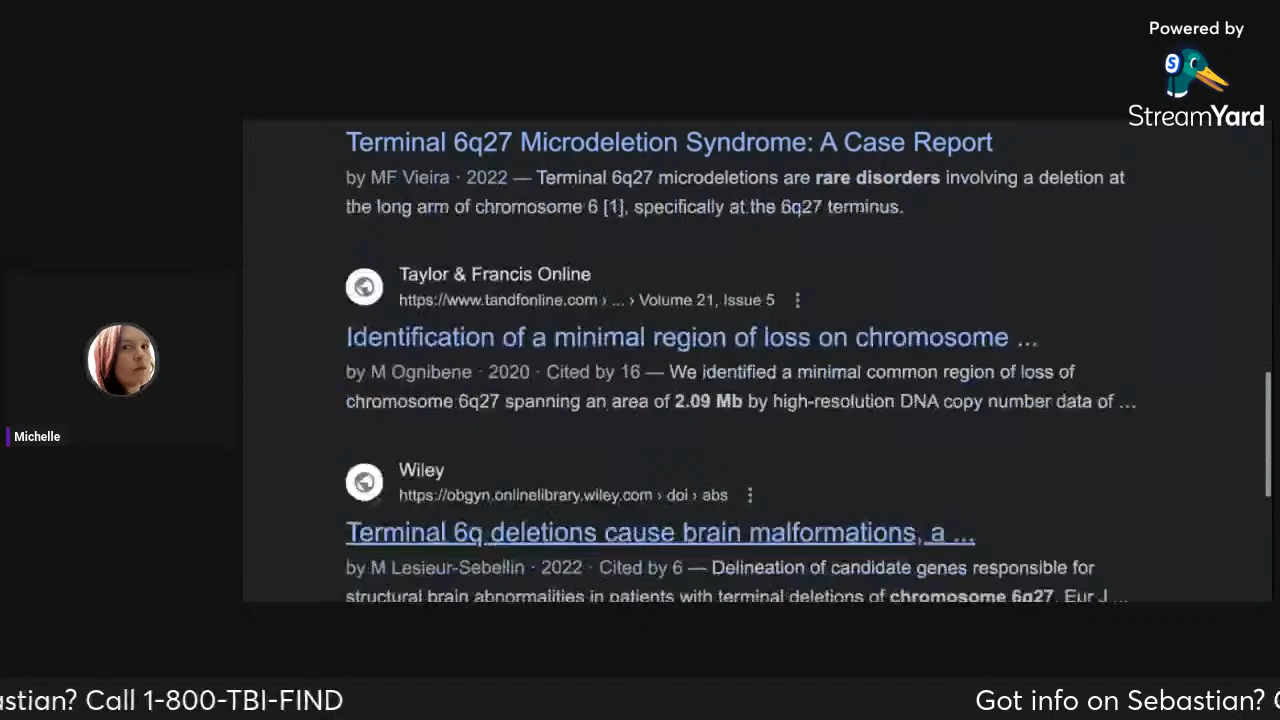 Powered by
StreamYard
Terminal 6q27 Microdeletion Syndrome: A Case Report
by MF Vieira · 2022 — Terminal 6q27 microdeletions are rare disorders involving a deletion at
the long arm of chromosome 6 [1], specifically at the 6q27 terminus.
Taylor & Francis Online
https://www.tandfonline.com › ... › Volume 21, Issue 5
Identification of a minimal region of loss on chromosome ...
by M Ognibene · 2020 · Cited by 16 — We identified a minimal common region of loss of
chromosome 6q27 spanning an area of 2.09 Mb by high-resolution DNA copy number data of ...
Michelle
Wiley
https://obgyn.onlinelibrary.wiley.com › doi › abs
Terminal 6q deletions cause brain malformations, a ...
by M Lesieur-Sebellin · 2022 · Cited by 6 — Delineation of candidate genes responsible for
structural brain abnormalities in patients with terminal deletions of chromosome 6q27. Eur J ...
astian? Call 1-800-TBI-FIND
Got info on Sebastian?